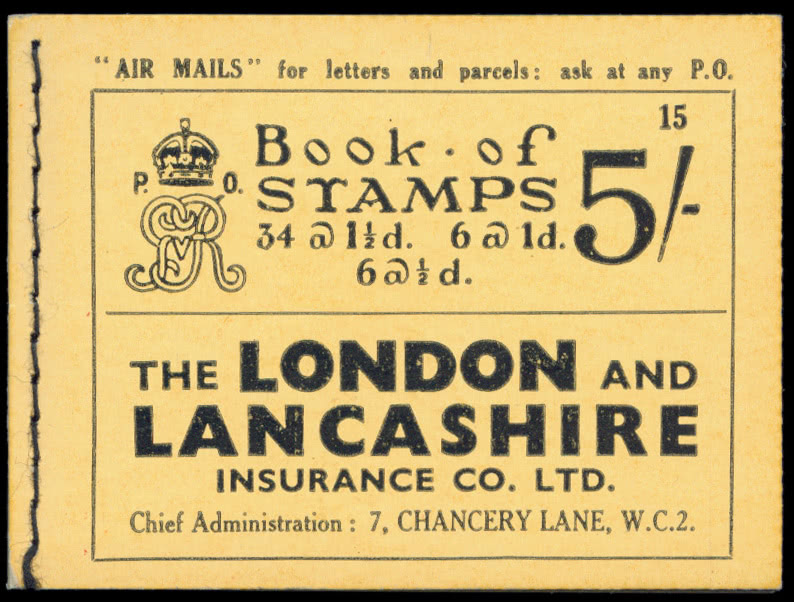 "AIR MAILS" for letters and parcels: ask at any P.O.
15
P. O.
Book · of
STAMPS
5/-
34 @ 1½d. 6 @ 1d.
6 @ ½d.
THE LONDON AND
LANCASHIRE
INSURANCE CO. LTD.
Chief Administration : 7, CHANCERY LANE, W.C.2.